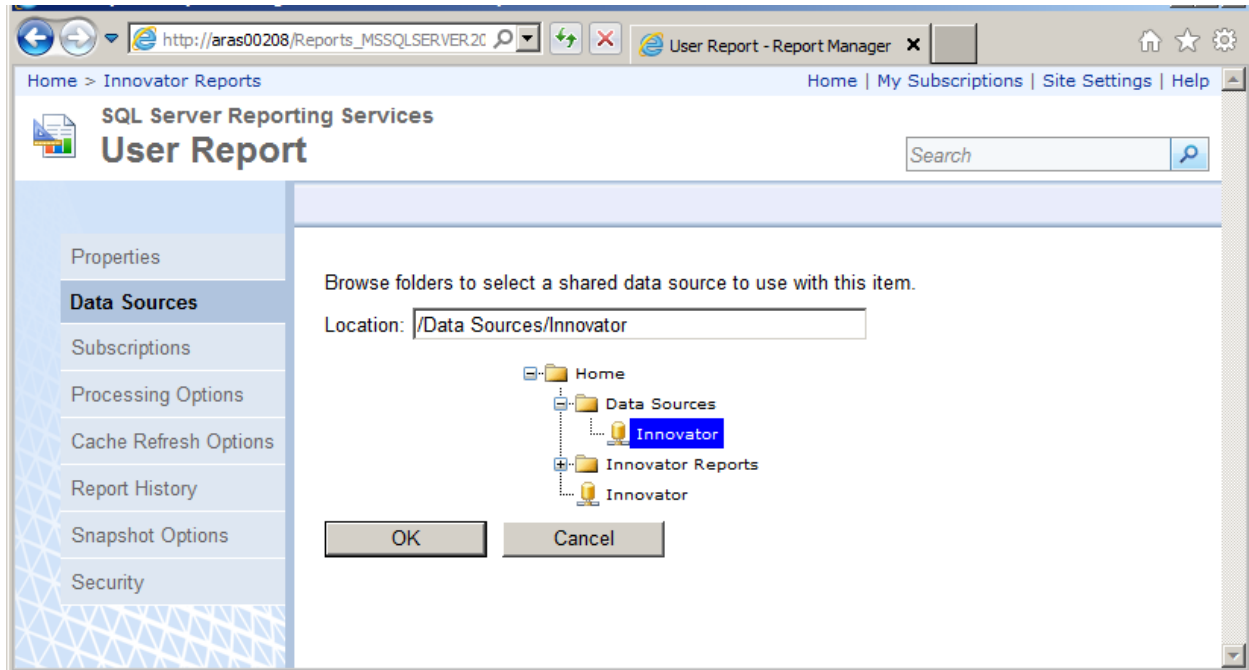 http://aras00208/Reports_MSSQLSERVER20
User Report - Report Manager
Home > Innovator Reports
Home | My Subscriptions | Site Settings | Help
SQL Server Reporting Services
User Report
Search
Properties
Data Sources
Subscriptions
Processing Options
Cache Refresh Options
Report History
Snapshot Options
Security
Browse folders to select a shared data source to use with this item.
Location: /Data Sources/Innovator
Home
Data Sources
Innovator
Innovator Reports
Innovator
OK Cancel